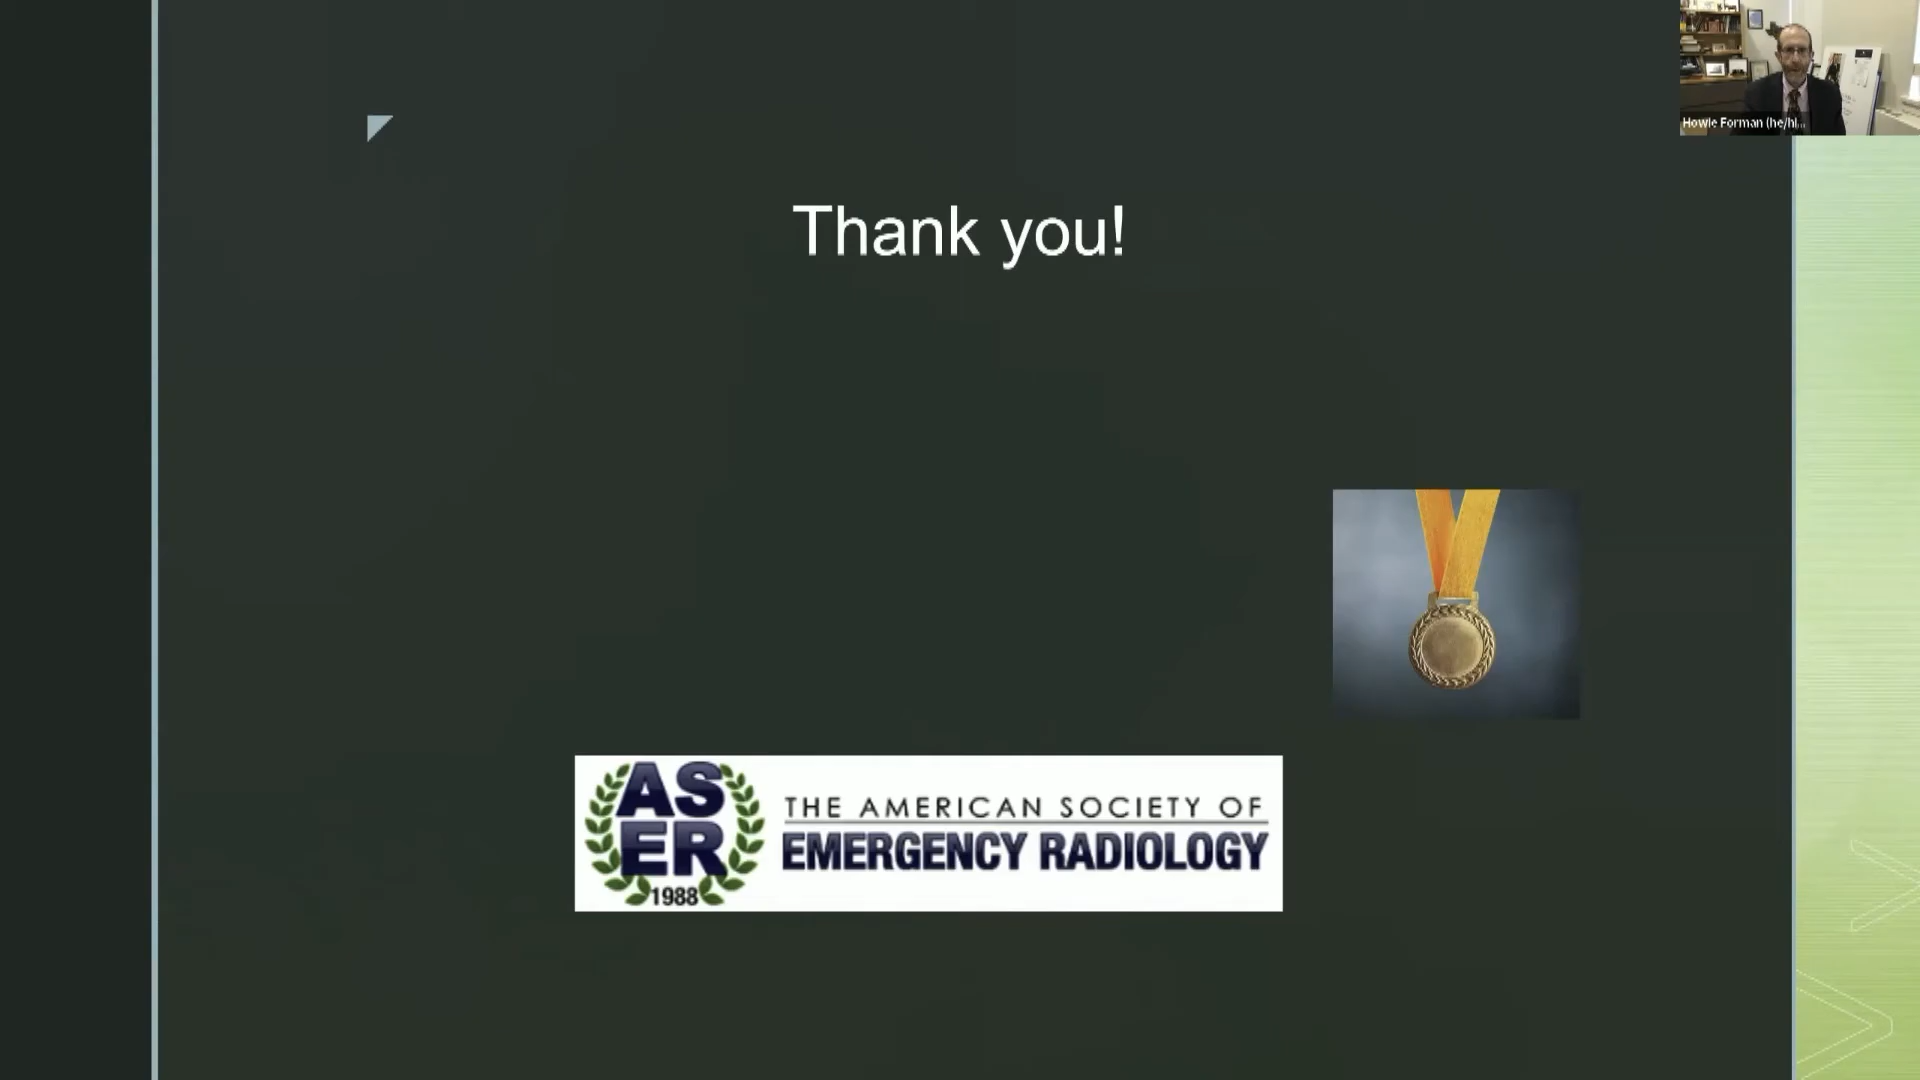 Howie Forman (he/hi...
Thank you!
AS
ER
1988
THE AMERICAN SOCIETY OF
EMERGENCY RADIOLOGY